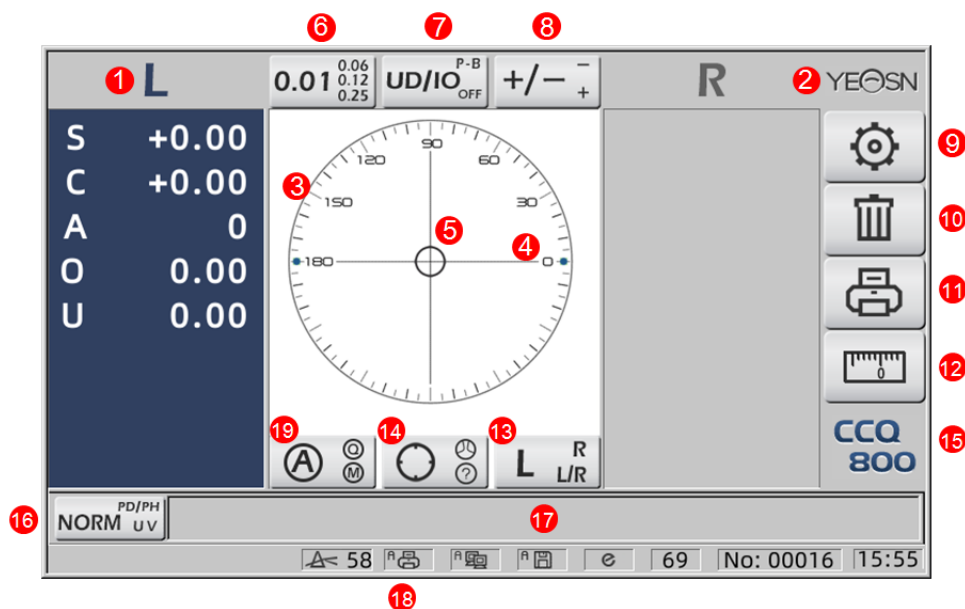 6 7 8
1 L
0.01 0.06 0.12 0.25
UD/IO P-B OFF
+/− − +
R
2 YEOSN
S +0.00
C +0.00
A 0
O 0.00
U 0.00
90
120 60
3
150 30
5
4
180 0
9
10
11
0
12
19 14 13
A Q M
?
L R L/R
CCQ 800
15
16
NORM PD/PH UV
17
58 A A A e 69 No: 00016 15:55
18